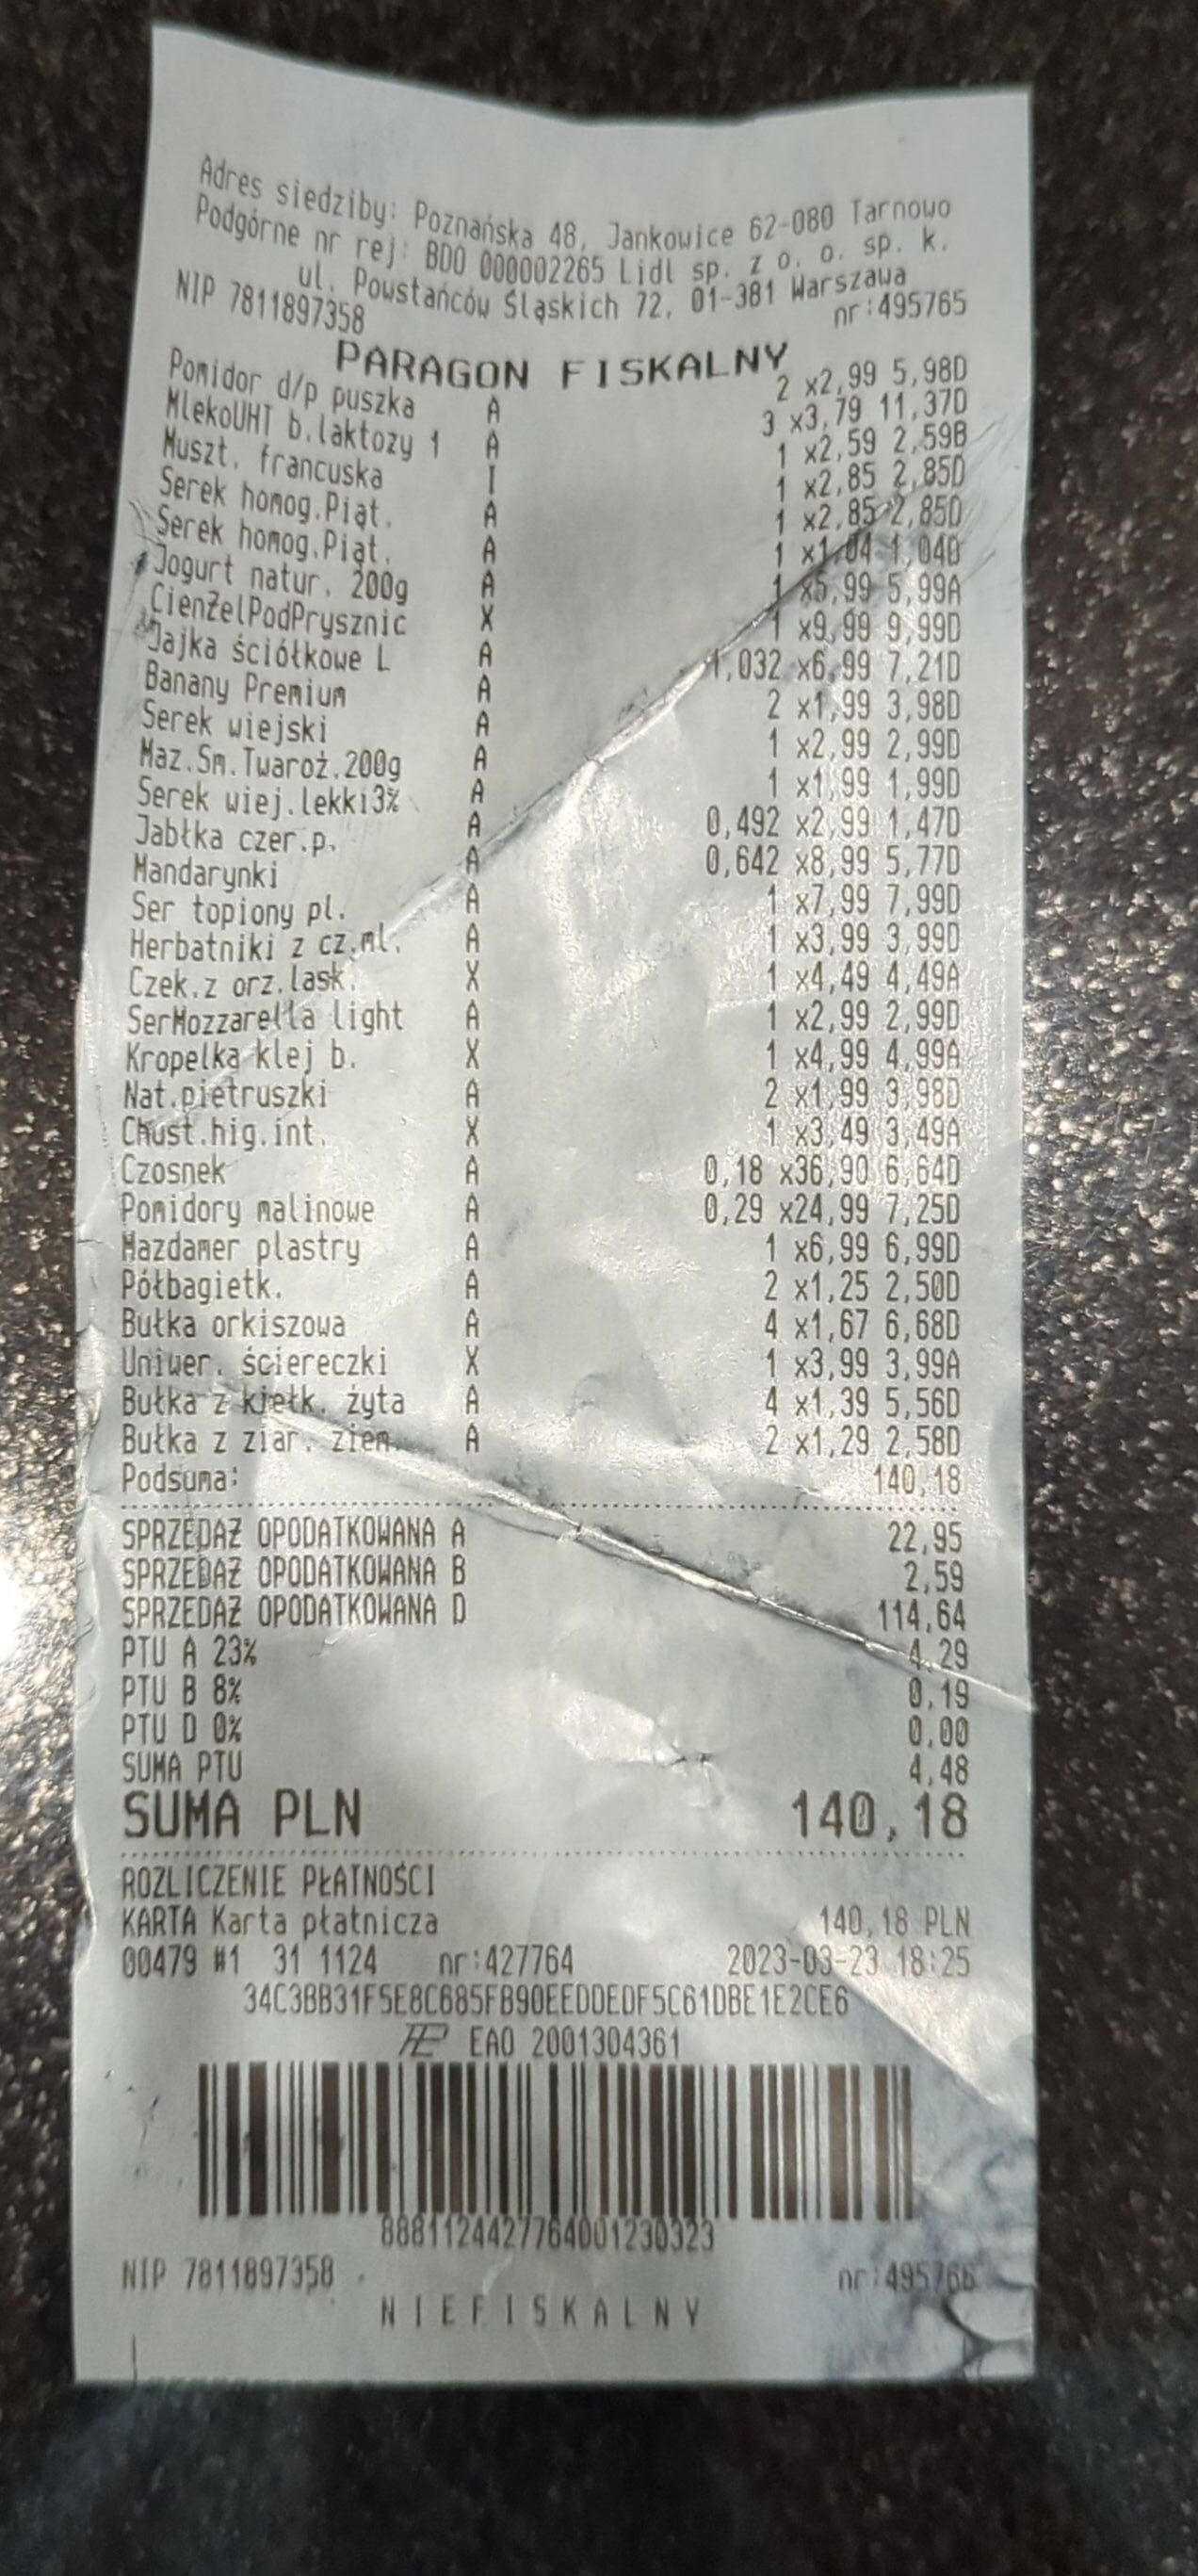 Adres siedziby: Poznańska 48, Jankowice 62-080 Tarnowo
Podgórne nr rej: BDO 000002265 Lidl sp. z o. o. sp. k.
ul. Powstańców Śląskich 72, 01-381 Warszawa
NIP 7811897358 nr:495765
PARAGON FISKALNY
Pomidor d/p puszka A 2 x2,99 5,98D
MlekoUHT b.laktozy 1 A 3 x3,79 11,37D
Muszt. francuska I 1 x2,59 2,59B
Serek homog.Piąt. A 1 x2,85 2,85D
Serek homog.Piąt. A 1 x2,85 2,85D
Jogurt natur. 200g A 1 x1,04 1,04D
CienŻelPodPrysznic X 1 x5,99 5,99A
Jajka ściółkowe L A 1 x9,99 9,99D
Banany Premium A 1,032 x6,99 7,21D
Serek wiejski A 2 x1,99 3,98D
Maz.Sm.Twaroż.200g A 1 x2,99 2,99D
Serek wiej.lekki3% A 1 x1,99 1,99D
Jabłka czer.p. A 0,492 x2,99 1,47D
Mandarynki A 0,642 x8,99 5,77D
Ser topiony pl. A 1 x7,99 7,99D
Herbatniki z cz.ml. A 1 x3,99 3,99D
Czek.z orz.lask. X 1 x4,49 4,49A
SerMozzarella light A 1 x2,99 2,99D
Kropelka klej b. X 1 x4,99 4,99A
Nat.pietruszki A 2 x1,99 3,98D
Chust.hig.int. X 1 x3,49 3,49A
Czosnek A 0,18 x36,90 6,64D
Pomidory malinowe A 0,29 x24,99 7,25D
Mazdamer plastry A 1 x6,99 6,99D
Półbagietk. A 2 x1,25 2,50D
Bułka orkiszowa A 4 x1,67 6,68D
Uniwer. ściereczki X 1 x3,99 3,99A
Bułka z kiełk. żyta A 4 x1,39 5,56D
Bułka z ziar. ziem. A 2 x1,29 2,58D
Podsuma: 140,18
SPRZEDAŻ OPODATKOWANA A 22,95
SPRZEDAŻ OPODATKOWANA B 2,59
SPRZEDAŻ OPODATKOWANA D 114,64
PTU A 23% 4,29
PTU B 8% 0,19
PTU D 0% 0,00
SUMA PTU 4,48
SUMA PLN 140,18
ROZLICZENIE PŁATNOŚCI
KARTA Karta płatnicza 140,18 PLN
00479 #1 31 1124 nr:427764 2023-03-23 18:25
34C3BB31F5E8C685FB90EEDDEDF5C61DBE1E2CE6
EAO 2001304361
8881124427764001230323
NIP 7811897358 nr:495766
NIEFISKALNY